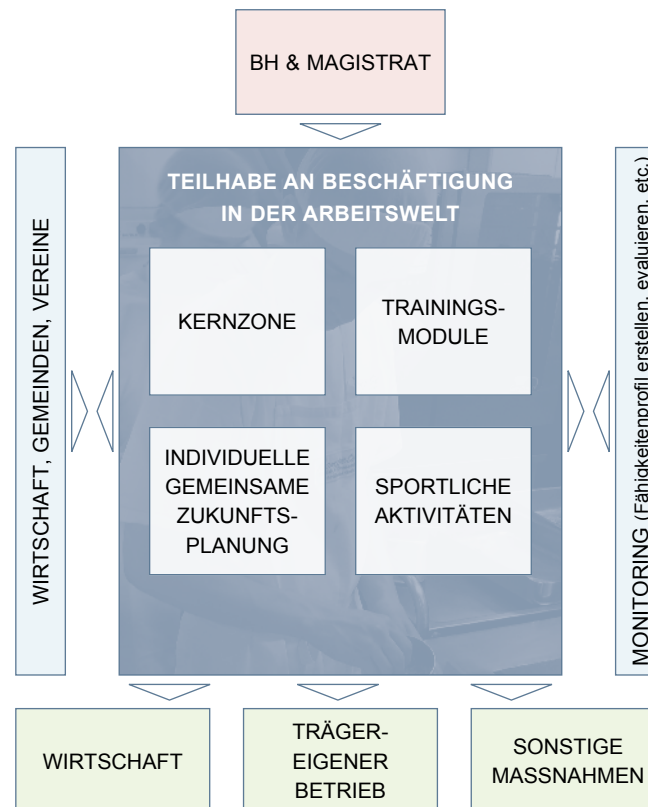 BH & MAGISTRAT
WIRTSCHAFT, GEMEINDEN, VEREINE
TEILHABE AN BESCHÄFTIGUNG
IN DER ARBEITSWELT
KERNZONE
TRAININGS-
MODULE
INDIVIDUELLE
GEMEINSAME
ZUKUNFTS-
PLANUNG
SPORTLICHE
AKTIVITÄTEN
MONITORING (Fähigkeitenprofil erstellen, evaluieren, etc.)
WIRTSCHAFT
TRÄGER-
EIGENER
BETRIEB
SONSTIGE
MASSNAHMEN